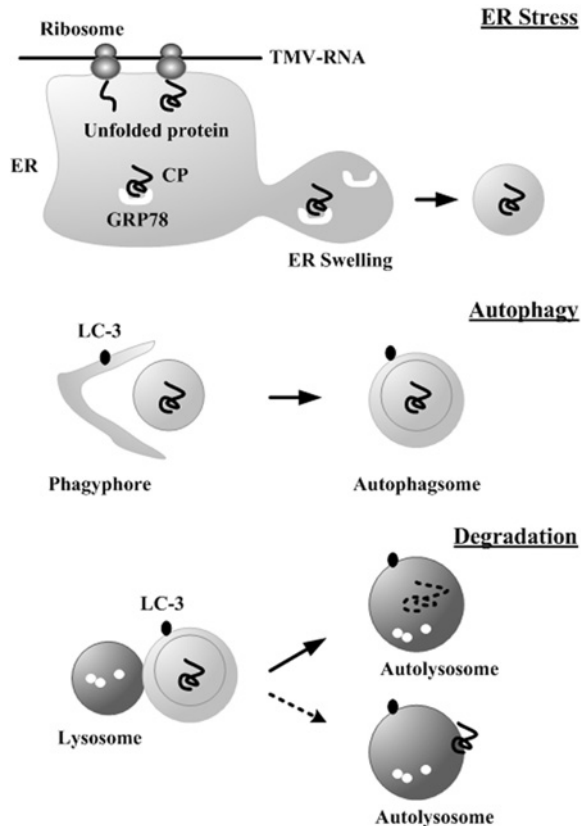 ER Stress
Ribosome
TMV-RNA
Unfolded protein
ER
CP
GRP78
ER Swelling
Autophagy
LC-3
Phagyphore
Autophagsome
Degradation
LC-3
Autolysosome
Lysosome
Autolysosome